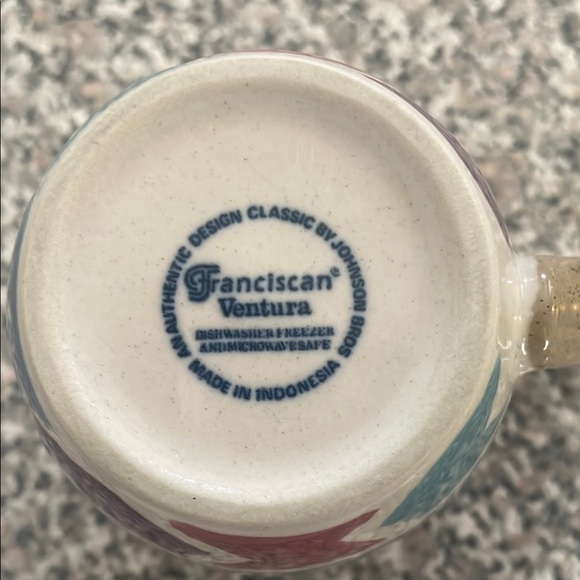 AN AUTHENTIC DESIGN CLASSIC BY JOHNSON BROS
Franciscan®
Ventura
DISHWASHER FREEZER
AND MICROWAVE SAFE
MADE IN INDONESIA